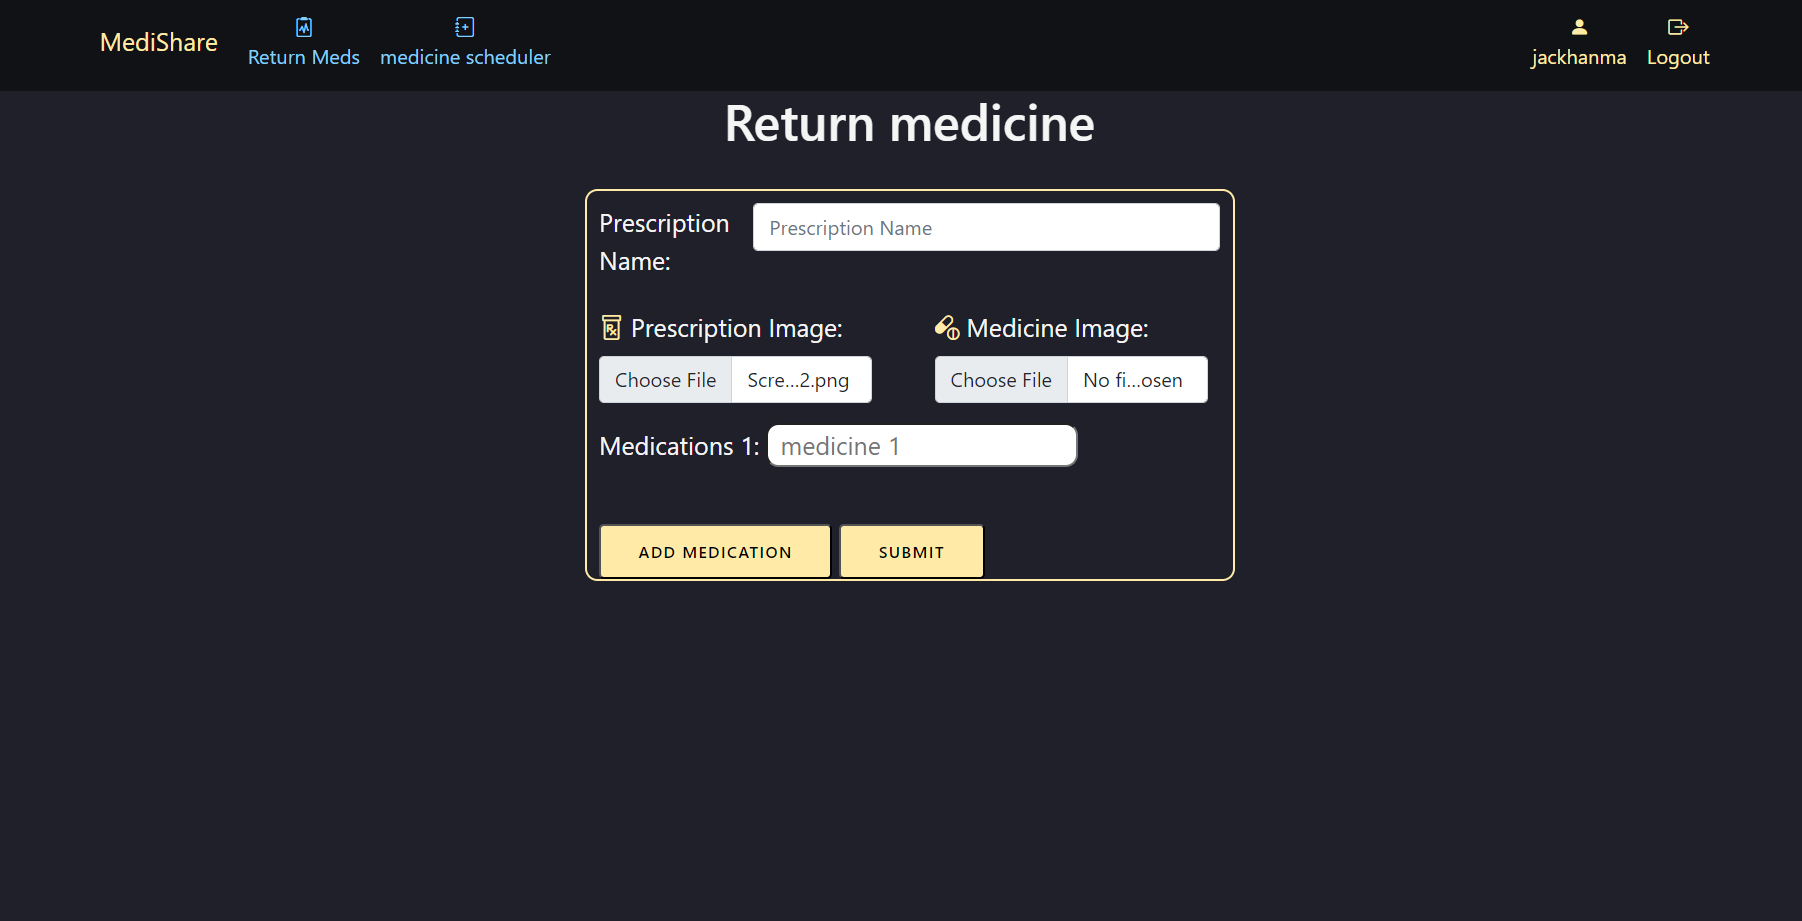 MediShare
Return Meds
medicine scheduler
jackhanma
Logout
Return medicine
Prescription
Name:
Prescription Name
Prescription Image:
Medicine Image:
Choose File Scre...2.png
Choose File No fi...osen
Medications 1: medicine 1
ADD MEDICATION
SUBMIT